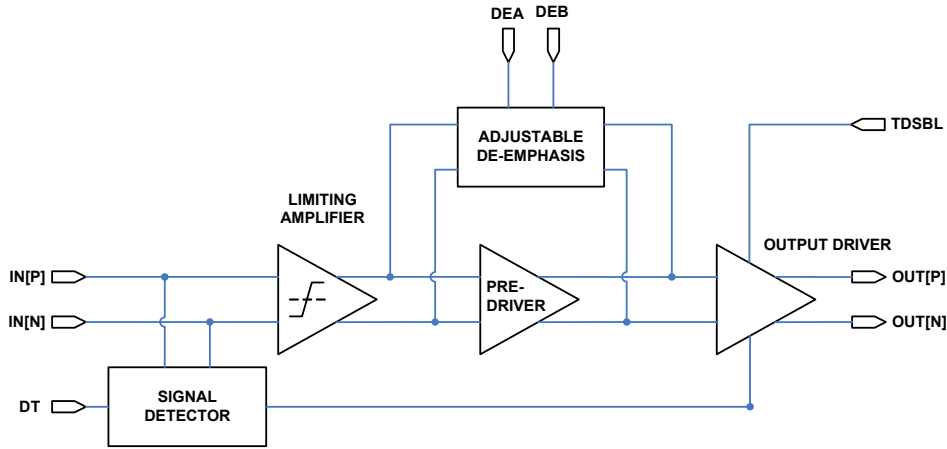 DEA
DEB
ADJUSTABLE
DE-EMPHASIS
TDSBL
LIMITING
AMPLIFIER
OUTPUT DRIVER
IN[P]
PRE-
DRIVER
OUT[P]
IN[N]
OUT[N]
DT
SIGNAL
DETECTOR